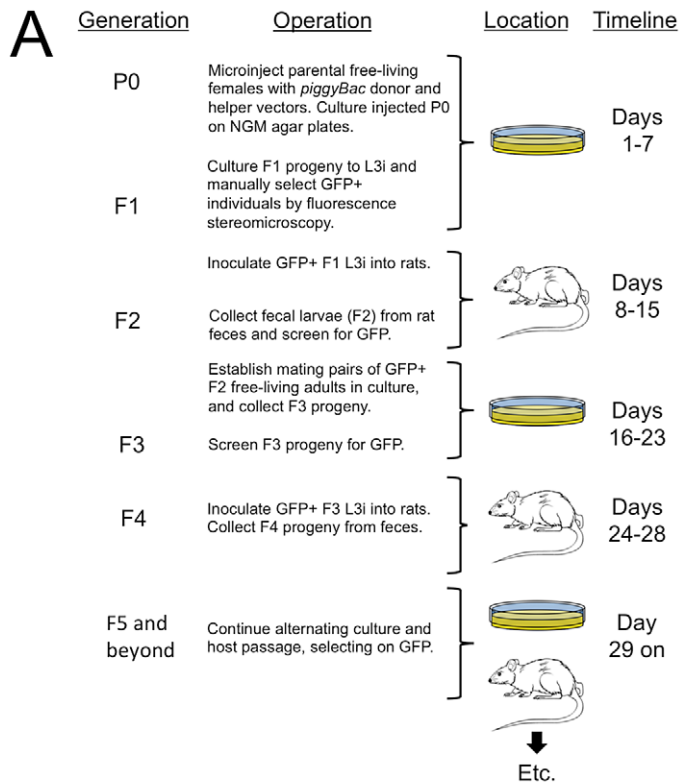 A
Generation Operation Location Timeline
P0
Microinject parental free-living
females with piggyBac donor and
helper vectors. Culture injected P0
on NGM agar plates.
Days
1-7
F1
Culture F1 progeny to L3i and
manually select GFP+
individuals by fluorescence
stereomicroscopy.
Inoculate GFP+ F1 L3i into rats.
Days
8-15
F2
Collect fecal larvae (F2) from rat
feces and screen for GFP.
Establish mating pairs of GFP+
F2 free-living adults in culture,
and collect F3 progeny.
Days
16-23
F3
Screen F3 progeny for GFP.
F4
Inoculate GFP+ F3 L3i into rats.
Collect F4 progeny from feces.
Days
24-28
F5 and
beyond
Continue alternating culture and
host passage, selecting on GFP.
Day
29 on
Etc.